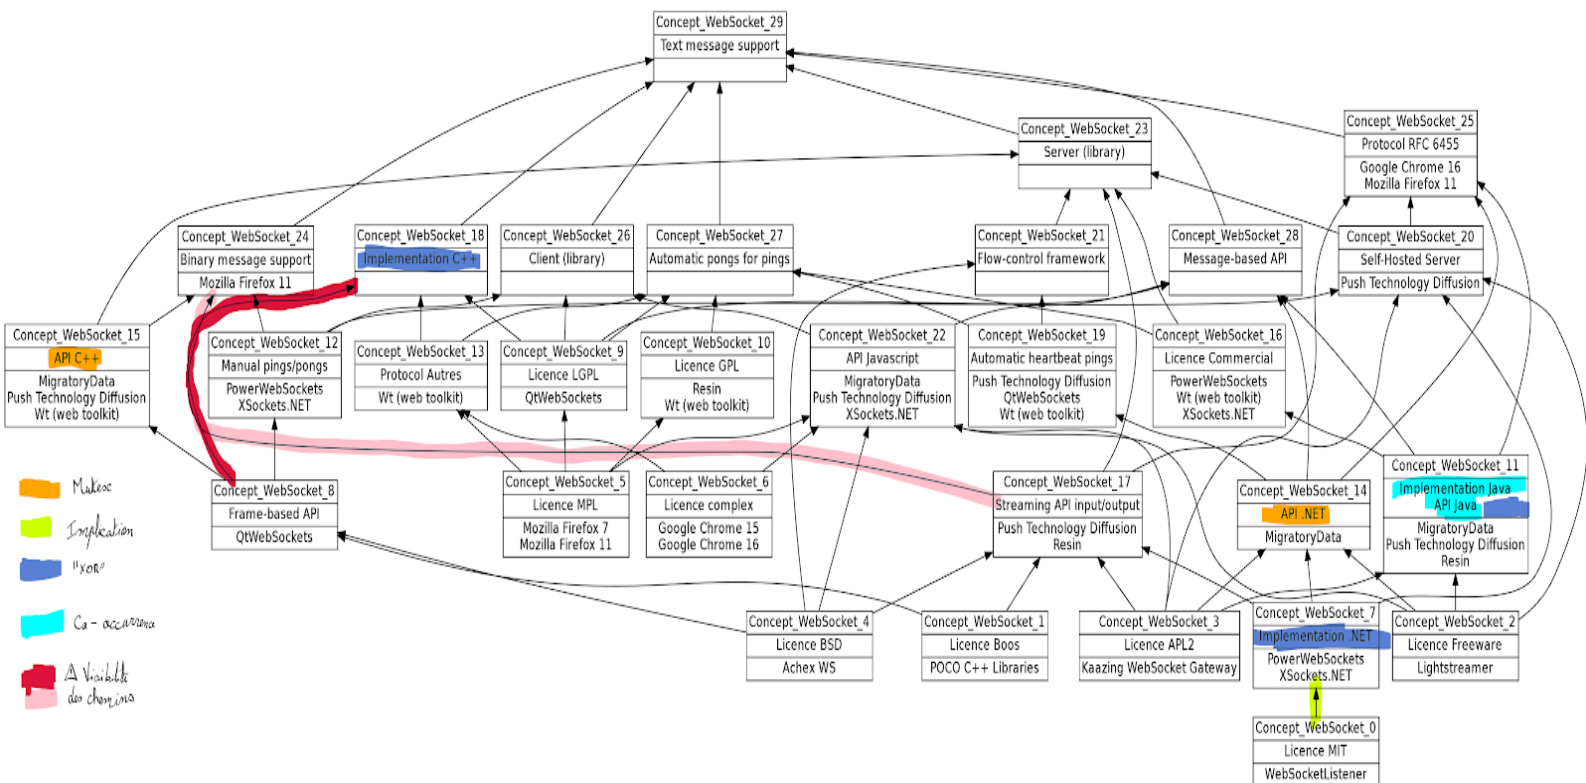 Concept_WebSocket_29
Text message support
Concept_WebSocket_23
Server (library)
Concept_WebSocket_25
Protocol RFC 6455
Google Chrome 16
Mozilla Firefox 11
Concept_WebSocket_24
Binary message support
Mozilla Firefox 11
Concept_WebSocket_18
Implementation C++
Concept_WebSocket_26
Client (library)
Concept_WebSocket_27
Automatic pongs for pings
Concept_WebSocket_21
Flow-control framework
Concept_WebSocket_28
Message-based API
Concept_WebSocket_20
Self-Hosted Server
Push Technology Diffusion
Concept_WebSocket_15
API C++
MigratoryData
Push Technology Diffusion
Wt (web toolkit)
Concept_WebSocket_12
Manual pings/pongs
PowerWebSockets
XSockets.NET
Concept_WebSocket_13
Protocol Autres
Wt (web toolkit)
Concept_WebSocket_9
Licence LGPL
QtWebSockets
Concept_WebSocket_10
Licence GPL
Resin
Wt (web toolkit)
Concept_WebSocket_22
API Javascript
MigratoryData
Push Technology Diffusion
XSockets.NET
Concept_WebSocket_19
Automatic heartbeat pings
Push Technology Diffusion
QtWebSockets
Wt (web toolkit)
Concept_WebSocket_16
Licence Commercial
PowerWebSockets
Wt (web toolkit)
XSockets.NET
Concept_WebSocket_8
Frame-based API
QtWebSockets
Concept_WebSocket_5
Licence MPL
Mozilla Firefox 7
Mozilla Firefox 11
Concept_WebSocket_6
Licence complex
Google Chrome 15
Google Chrome 16
Concept_WebSocket_17
Streaming API input/output
Push Technology Diffusion
Resin
Concept_WebSocket_14
API .NET
MigratoryData
Concept_WebSocket_11
Implementation Java
API Java
MigratoryData
Push Technology Diffusion
Resin
Mutex
Implication
"XOR"
Co-occurrence
⚠ Visibilité
des chemins
Concept_WebSocket_4
Licence BSD
Achex WS
Concept_WebSocket_1
Licence Boos
POCO C++ Libraries
Concept_WebSocket_3
Licence APL2
Kaazing WebSocket Gateway
Concept_WebSocket_7
Implementation .NET
PowerWebSockets
XSockets.NET
Concept_WebSocket_2
Licence Freeware
Lightstreamer
Concept_WebSocket_0
Licence MIT
WebSocketListener